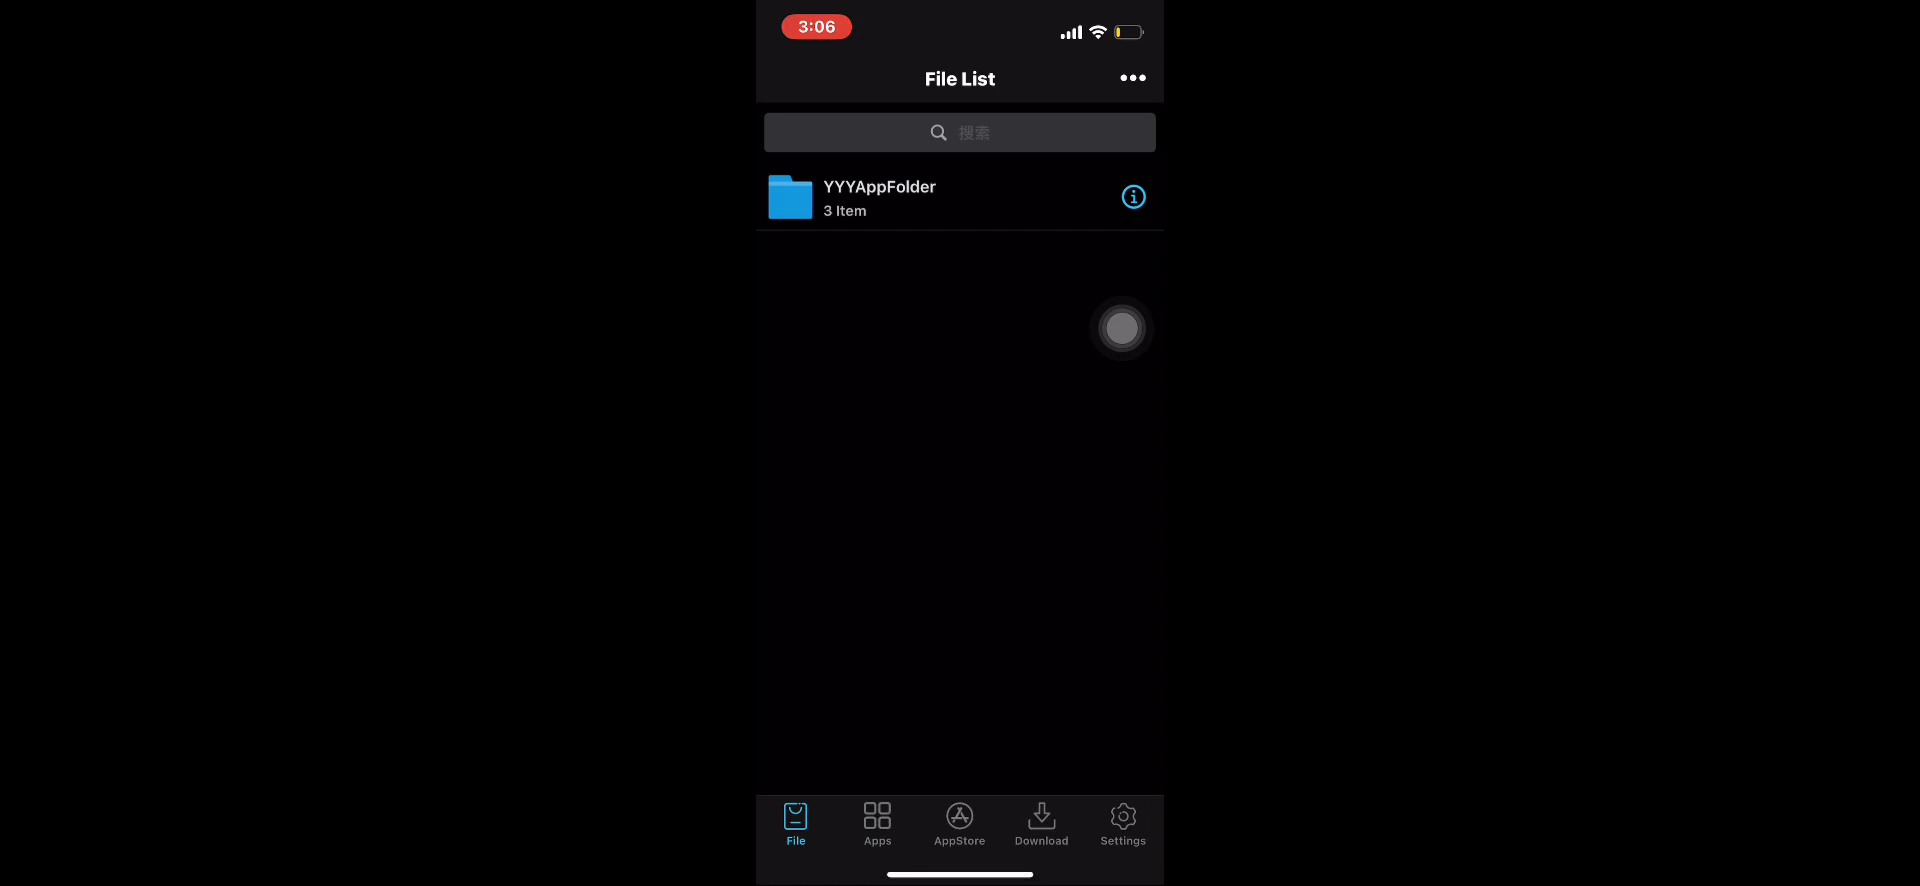 3:06
File List
搜索
YYYAppFolder
3 Item
File
Apps
AppStore
Download
Settings